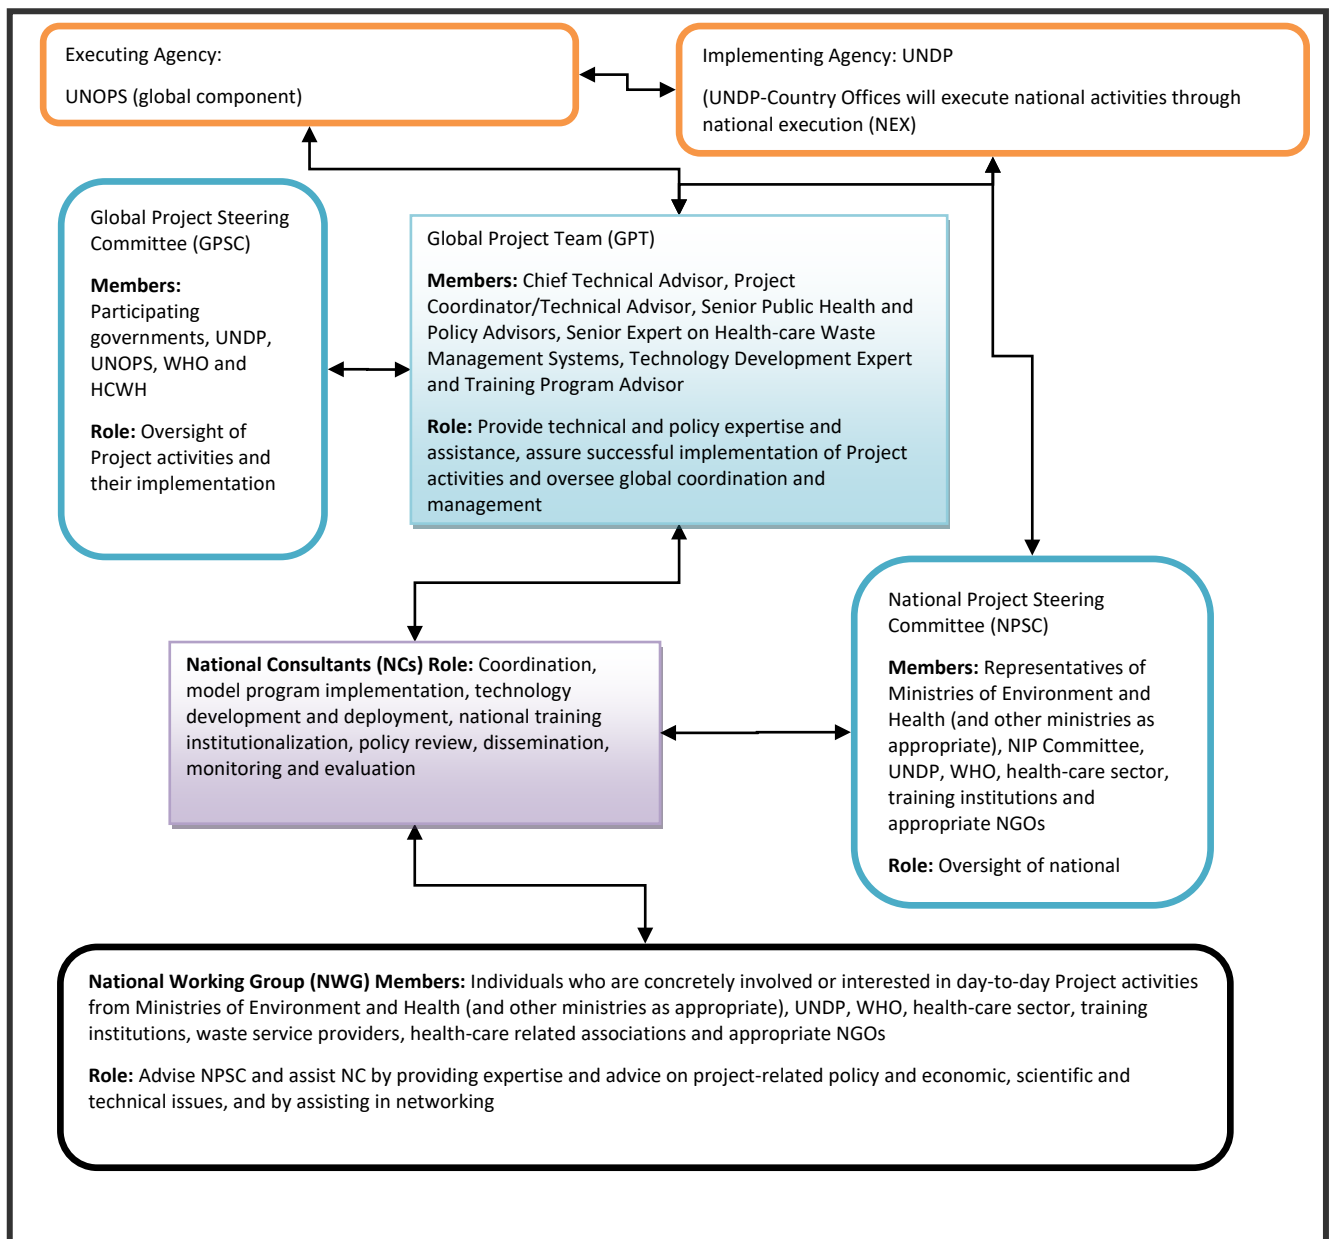 Executing Agency:
UNOPS (global component)
Implementing Agency: UNDP
(UNDP-Country Offices will execute national activities through
national execution (NEX)
Global Project Steering
Committee (GPSC)
Members:
Participating
governments, UNDP,
UNOPS, WHO and
HCWH
Role: Oversight of
Project activities and
their implementation
Global Project Team (GPT)
Members: Chief Technical Advisor, Project
Coordinator/Technical Advisor, Senior Public Health and
Policy Advisors, Senior Expert on Health-care Waste
Management Systems, Technology Development Expert
and Training Program Advisor
Role: Provide technical and policy expertise and
assistance, assure successful implementation of Project
activities and oversee global coordination and
management
National Consultants (NCs) Role: Coordination,
model program implementation, technology
development and deployment, national training
institutionalization, policy review, dissemination,
monitoring and evaluation
National Project Steering
Committee (NPSC)
Members: Representatives of
Ministries of Environment and
Health (and other ministries as
appropriate), NIP Committee,
UNDP, WHO, health-care sector,
training institutions and
appropriate NGOs
Role: Oversight of national
National Working Group (NWG) Members: Individuals who are concretely involved or interested in day-to-day Project activities
from Ministries of Environment and Health (and other ministries as appropriate), UNDP, WHO, health-care sector, training
institutions, waste service providers, health-care related associations and appropriate NGOs
Role: Advise NPSC and assist NC by providing expertise and advice on project-related policy and economic, scientific and
technical issues, and by assisting in networking